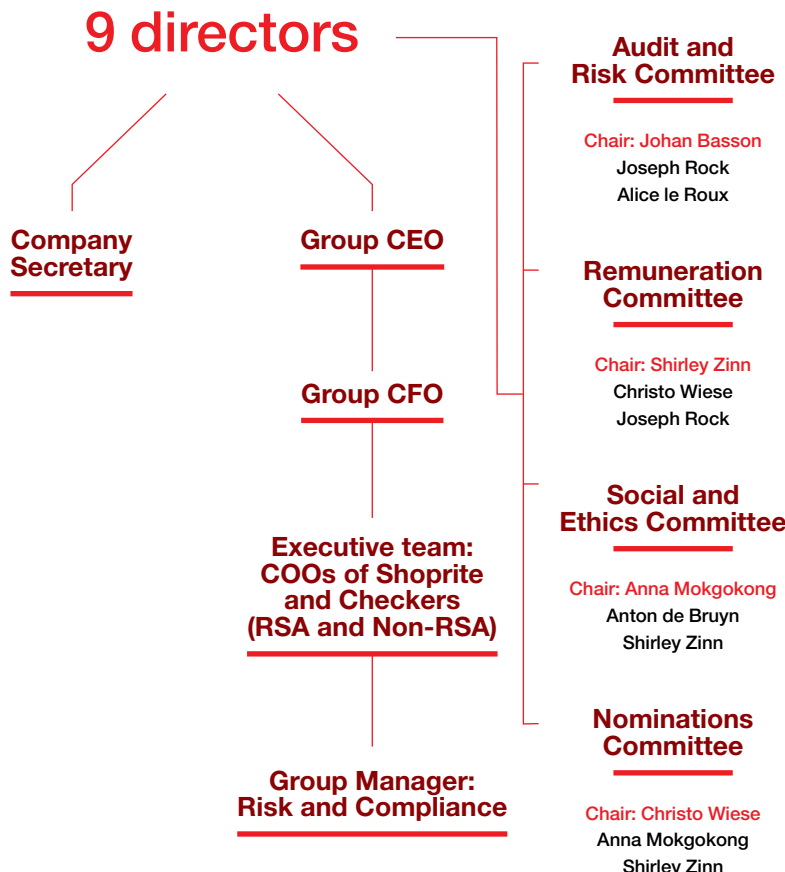 9 directors
Company
Secretary
Group CEO
Group CFO
Executive team:
COOs of Shoprite
and Checkers
(RSA and Non-RSA)
Group Manager:
Risk and Compliance
Audit and
Risk Committee
Chair: Johan Basson
Joseph Rock
Alice le Roux
Remuneration
Committee
Chair: Shirley Zinn
Christo Wiese
Joseph Rock
Social and
Ethics Committee
Chair: Anna Mokgokong
Anton de Bruyn
Shirley Zinn
Nominations
Committee
Chair: Christo Wiese
Anna Mokgokong
Shirley Zinn